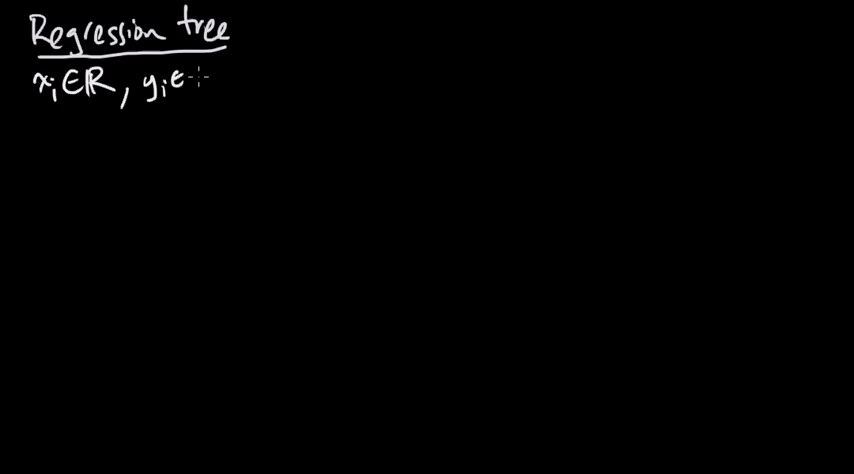 Regression tree
xᵢ ∈ ℝ, yᵢ ∈